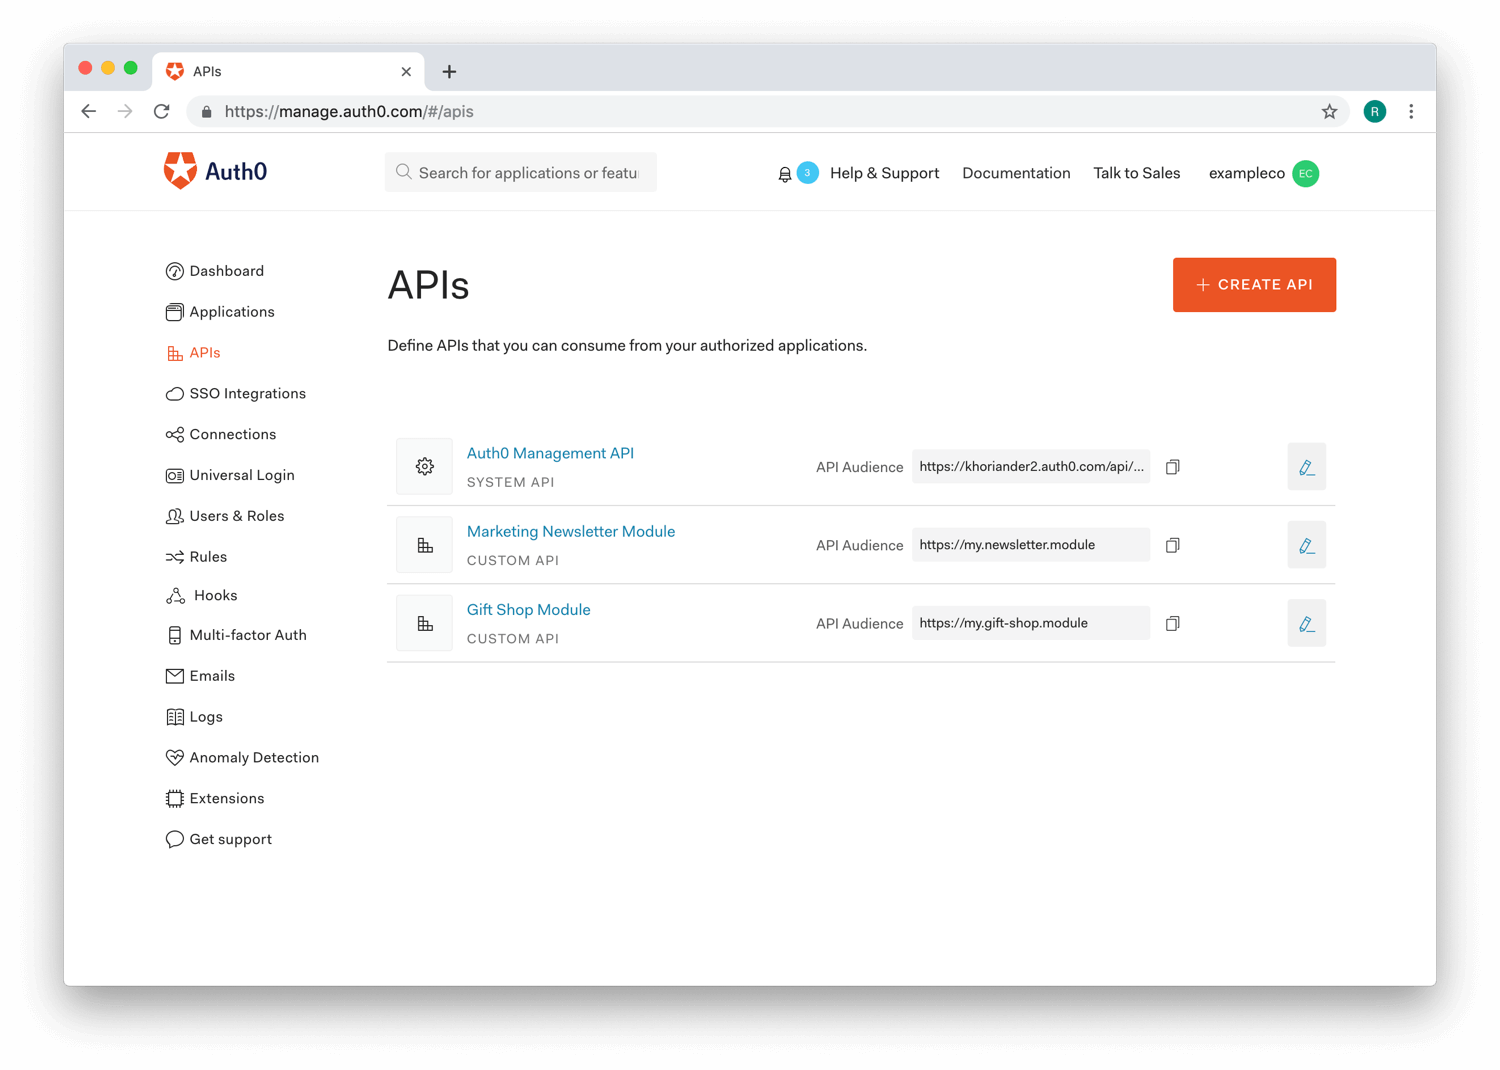 APIs
https://manage.auth0.com/#/apis
R
Auth0
Search for applications or featu
3
Help & Support
Documentation
Talk to Sales
exampleco
EC
Dashboard
Applications
APIs
SSO Integrations
Connections
Universal Login
Users & Roles
Rules
Hooks
Multi-factor Auth
Emails
Logs
Anomaly Detection
Extensions
Get support
APIs
+ CREATE API
Define APIs that you can consume from your authorized applications.
Auth0 Management API
SYSTEM API
API Audience
https://khoriander2.auth0.com/api/...
Marketing Newsletter Module
CUSTOM API
API Audience
https://my.newsletter.module
Gift Shop Module
CUSTOM API
API Audience
https://my.gift-shop.module